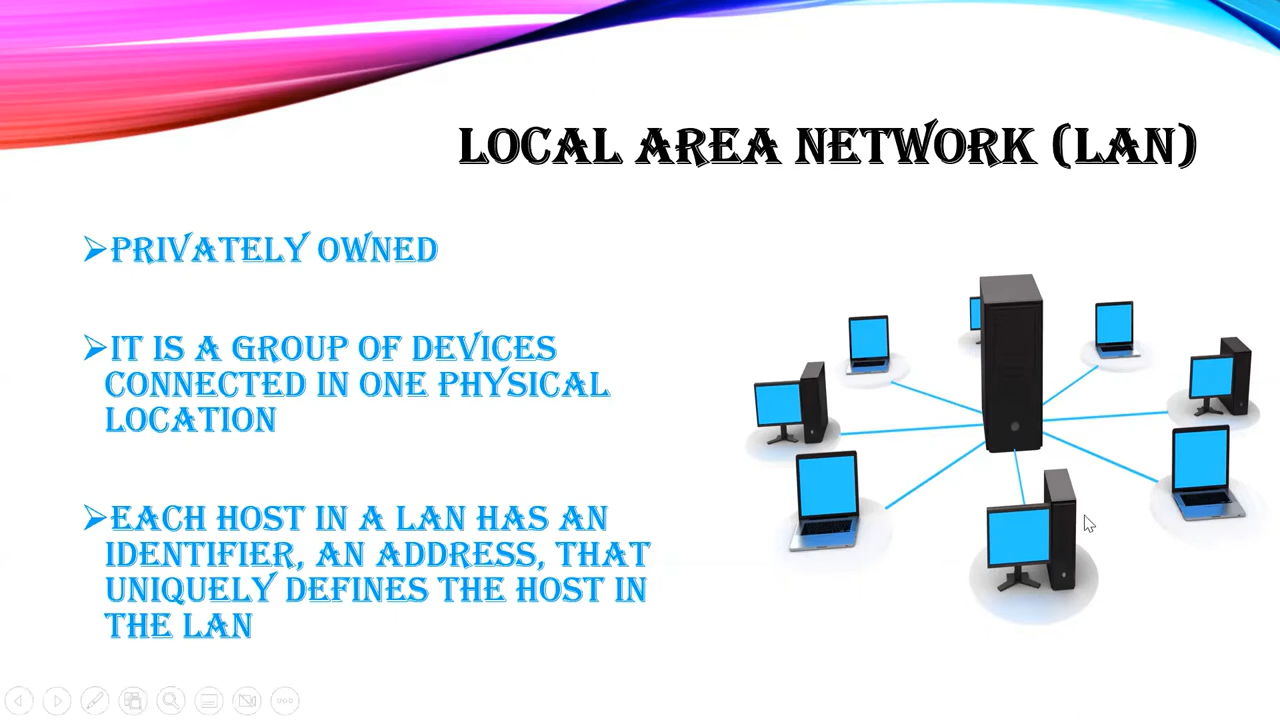 LOCAL AREA NETWORK (LAN)
➢PRIVATELY OWNED
➢IT IS A GROUP OF DEVICES
CONNECTED IN ONE PHYSICAL
LOCATION
➢EACH HOST IN A LAN HAS AN
IDENTIFIER, AN ADDRESS, THAT
UNIQUELY DEFINES THE HOST IN
THE LAN